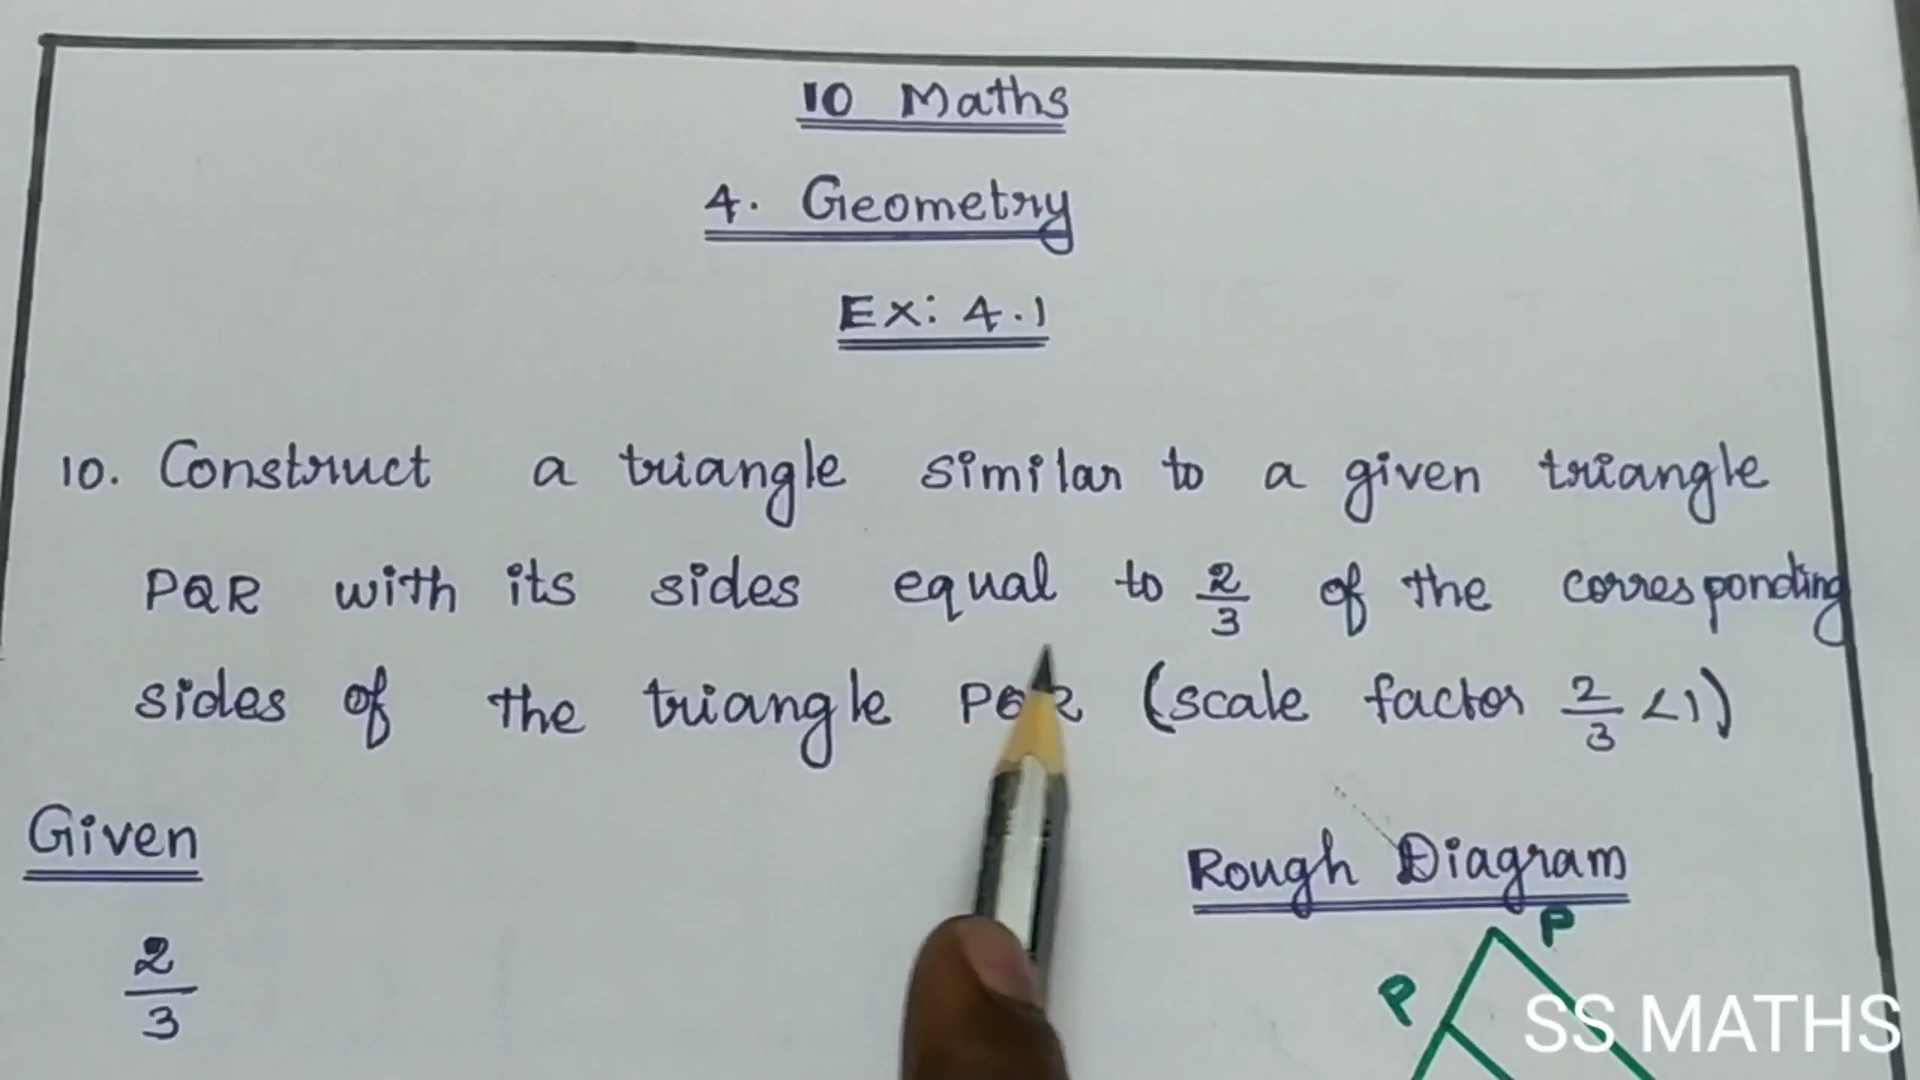 10 Maths
4. Geometry
Ex: 4.1
10. Construct a triangle similar to a given triangle
PQR with its sides equal to 2/3 of the corresponding
sides of the triangle PQR (scale factor 2/3 <1)
Given
2/3
Rough Diagram
P
P
SS MATHS